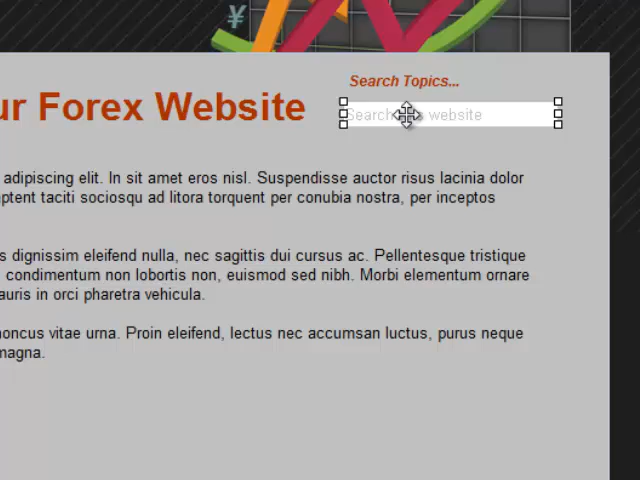 ¥
Search Topics...
ur Forex Website
Search website
adipiscing elit. In sit amet eros nisl. Suspendisse auctor risus lacinia dolor
ptent taciti sociosqu ad litora torquent per conubia nostra, per inceptos
s dignissim eleifend nulla, nec sagittis dui cursus ac. Pellentesque tristique
condimentum non lobortis non, euismod sed nibh. Morbi elementum ornare
auris in orci pharetra vehicula.
honcus vitae urna. Proin eleifend, lectus nec accumsan luctus, purus neque
magna.